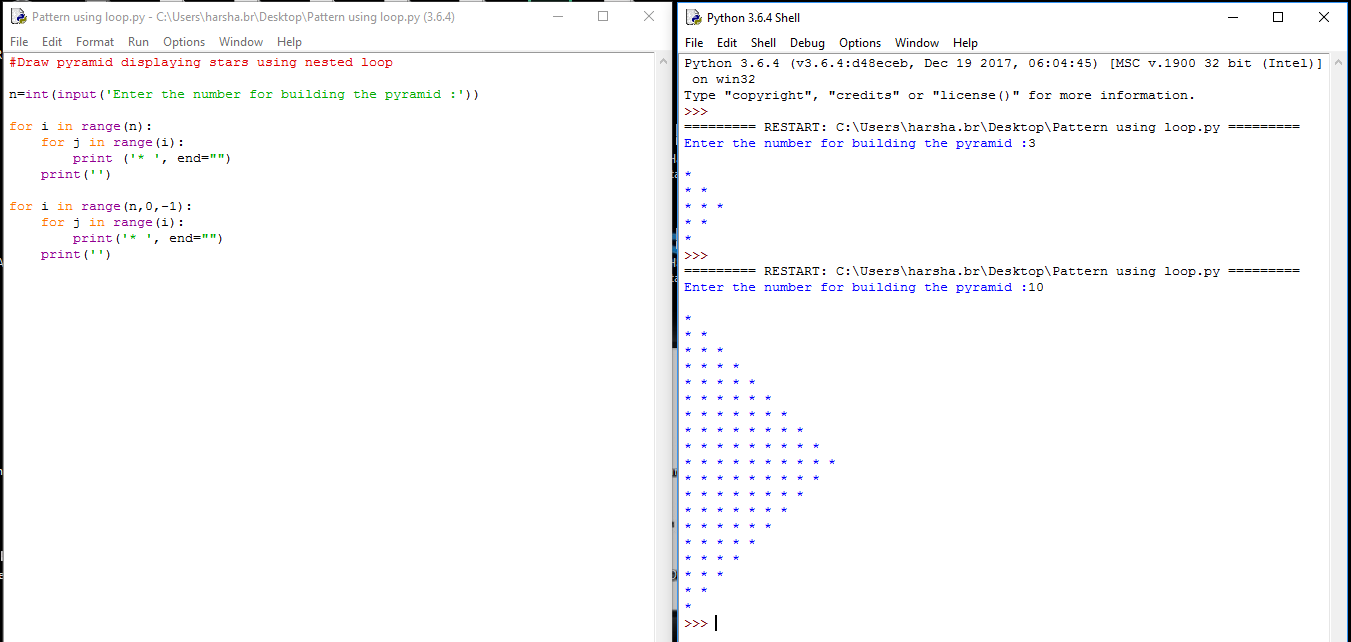 Pattern using loop.py - C:\Users\harsha.br\Desktop\Pattern using loop.py (3.6.4)
File Edit Format Run Options Window Help
#Draw pyramid displaying stars using nested loop
n=int(input('Enter the number for building the pyramid :'))
for i in range(n):
    for j in range(i):
        print ('* ', end="")
    print('')
for i in range(n,0,-1):
    for j in range(i):
        print('* ', end="")
    print('')
Python 3.6.4 Shell
File Edit Shell Debug Options Window Help
Python 3.6.4 (v3.6.4:d48eceb, Dec 19 2017, 06:04:45) [MSC v.1900 32 bit (Intel)]
 on win32
Type "copyright", "credits" or "license()" for more information.
>>>
========= RESTART: C:\Users\harsha.br\Desktop\Pattern using loop.py =========
Enter the number for building the pyramid :3
*
* *
* * *
* *
*
>>>
========= RESTART: C:\Users\harsha.br\Desktop\Pattern using loop.py =========
Enter the number for building the pyramid :10
*
* *
* * *
* * * *
* * * * *
* * * * * *
* * * * * * *
* * * * * * * *
* * * * * * * * *
* * * * * * * * * *
* * * * * * * * *
* * * * * * * *
* * * * * * *
* * * * * *
* * * * *
* * * *
* * *
* *
*
>>>